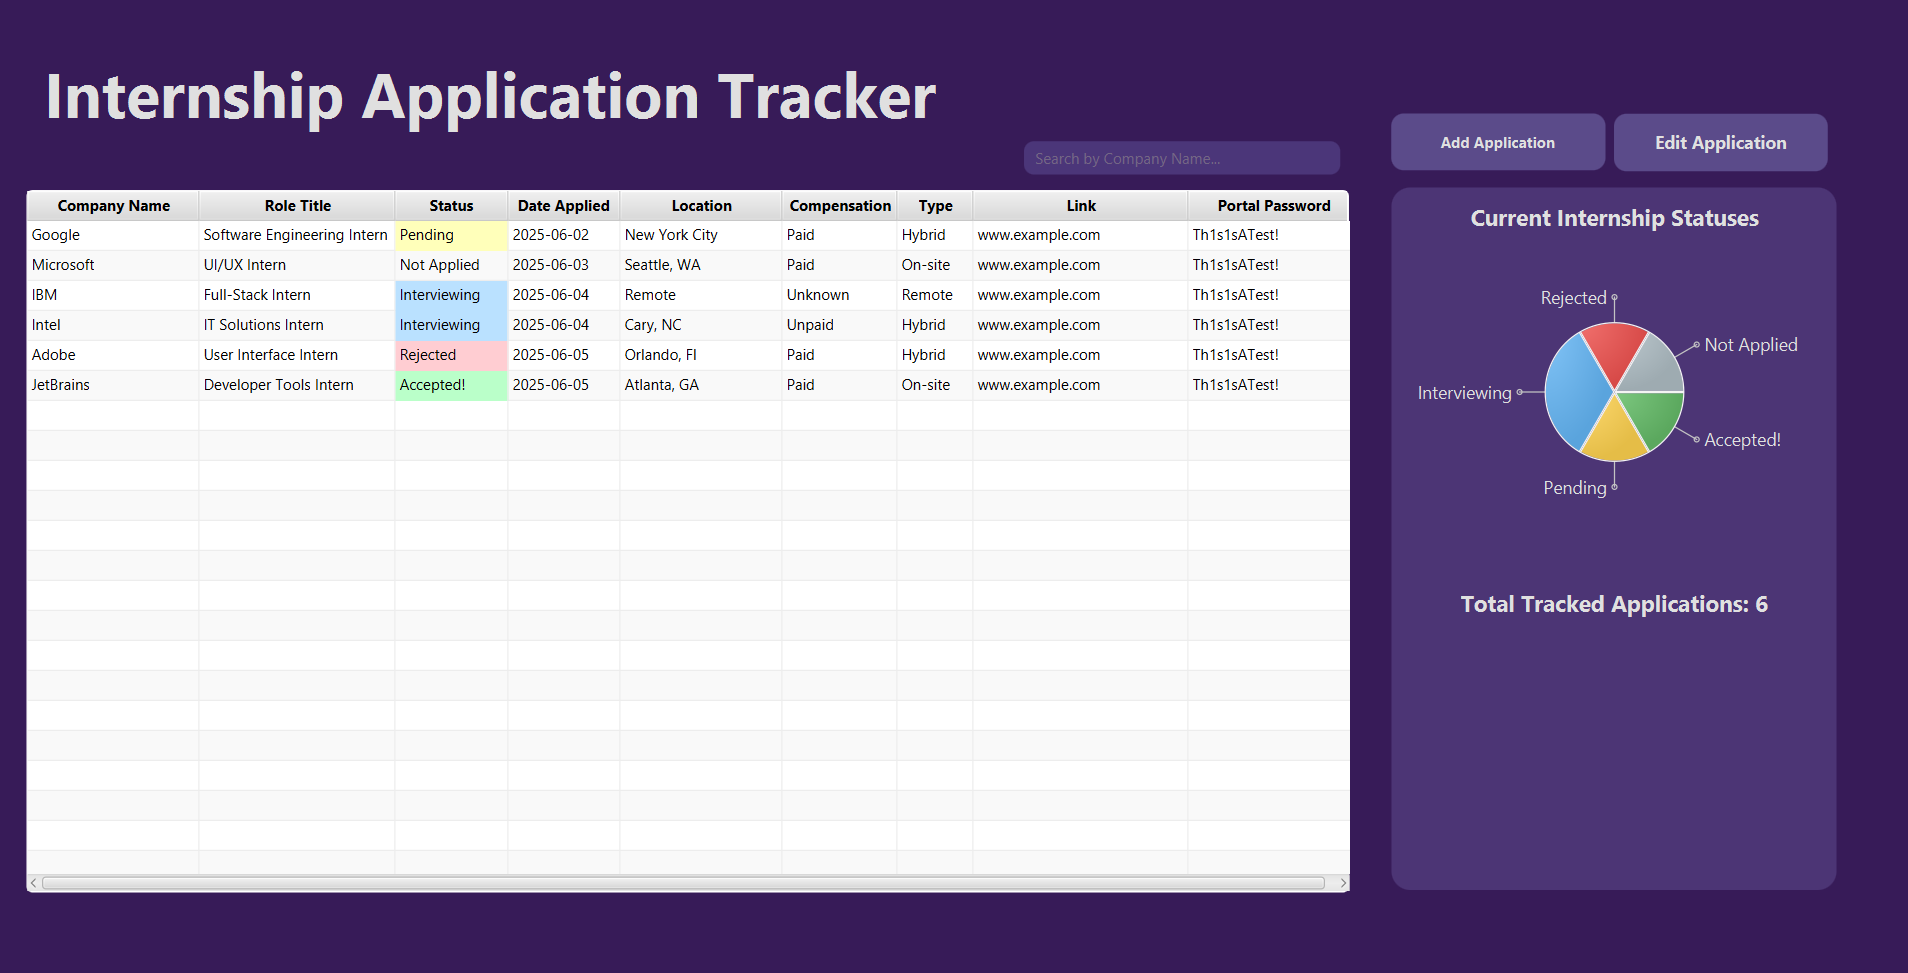 Internship Application Tracker
Search by Company Name...
Add Application
Edit Application
Company Name Role Title Status Date Applied Location Compensation Type Link Portal Password
Google Software Engineering Intern Pending 2025-06-02 New York City Paid Hybrid www.example.com Th1s1sATest!
Microsoft UI/UX Intern Not Applied 2025-06-03 Seattle, WA Paid On-site www.example.com Th1s1sATest!
IBM Full-Stack Intern Interviewing 2025-06-04 Remote Unknown Remote www.example.com Th1s1sATest!
Intel IT Solutions Intern Interviewing 2025-06-04 Cary, NC Unpaid Hybrid www.example.com Th1s1sATest!
Adobe User Interface Intern Rejected 2025-06-05 Orlando, Fl Paid Hybrid www.example.com Th1s1sATest!
JetBrains Developer Tools Intern Accepted! 2025-06-05 Atlanta, GA Paid On-site www.example.com Th1s1sATest!
Current Internship Statuses
Rejected
Not Applied
Interviewing
Accepted!
Pending
Total Tracked Applications: 6